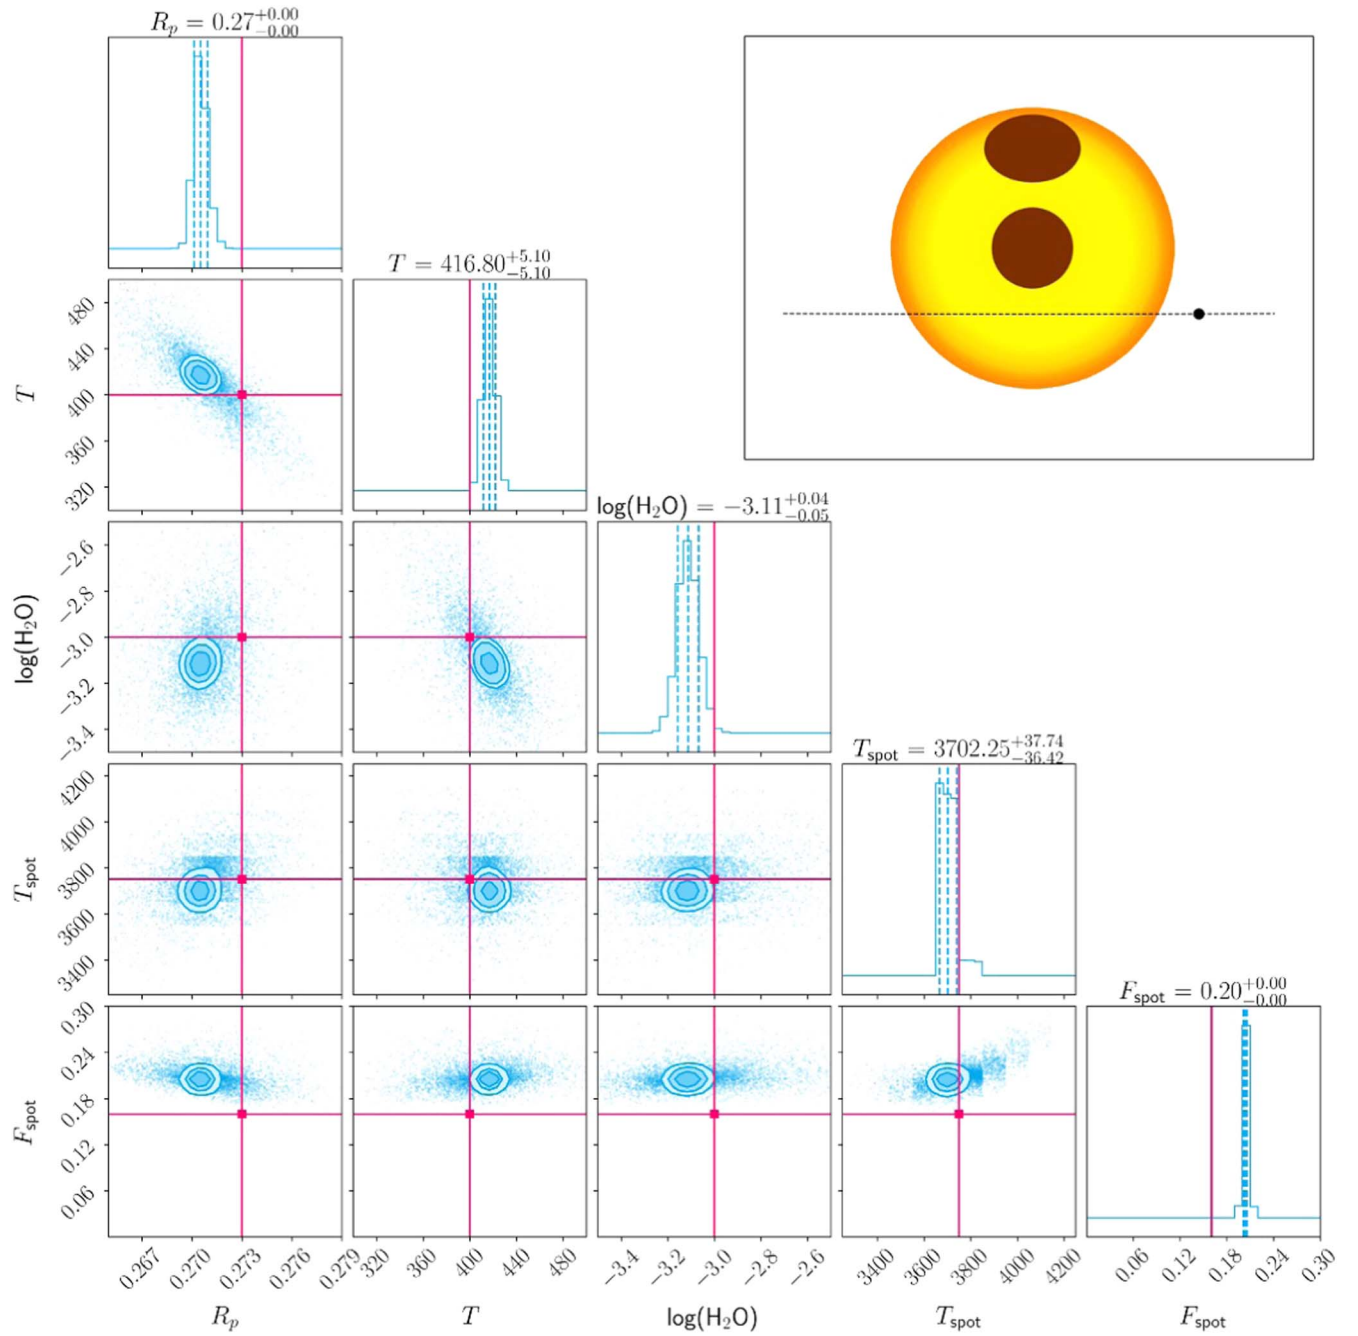 R_p = 0.27^{+0.00}_{-0.00}
T = 416.80^{+5.10}_{-5.10}
480
440
400
360
320
T
log(H₂O) = −3.11^{+0.04}_{-0.05}
−2.6
−2.8
−3.0
−3.2
−3.4
log(H₂O)
T_spot = 3702.25^{+37.74}_{-36.42}
4200
4000
3800
3600
3400
T_spot
F_spot = 0.20^{+0.00}_{-0.00}
0.30
0.24
0.18
0.12
0.06
F_spot
0.267 0.270 0.273 0.276 0.279 320 360 400 440 480 −3.4 −3.2 −3.0 −2.8 −2.6 3400 3600 3800 4000 4200 0.06 0.12 0.18 0.24 0.30
R_p T log(H₂O) T_spot F_spot